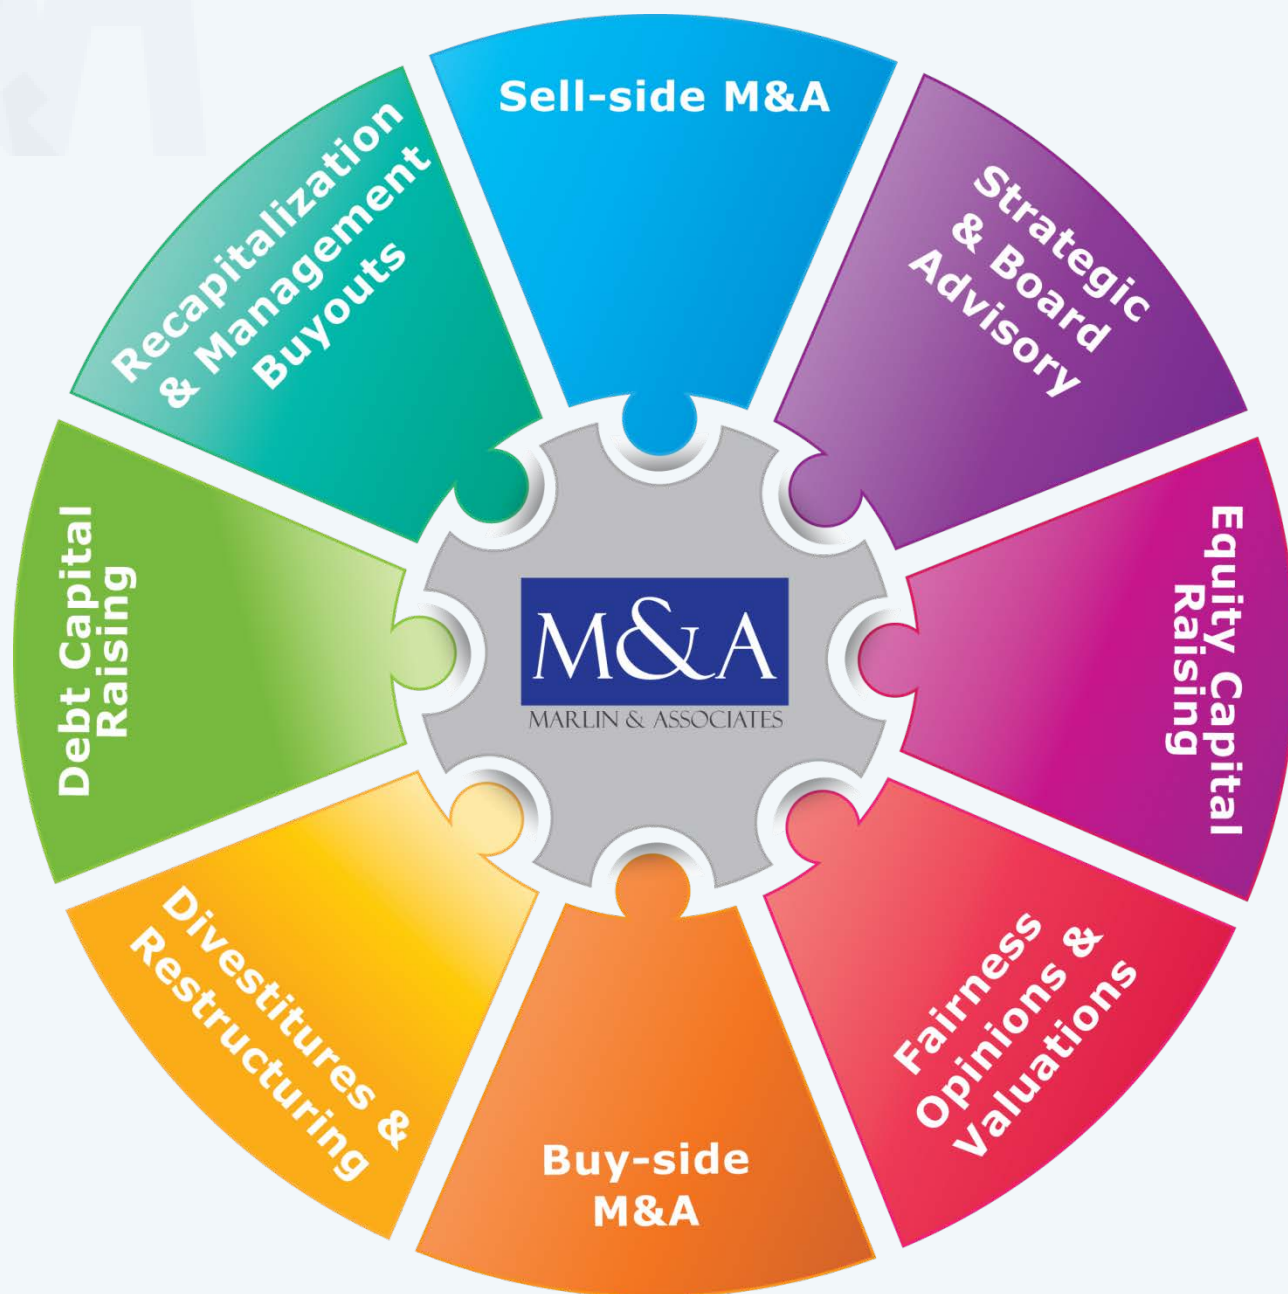 Sell-side M&A
Strategic
& Board
Advisory
Equity Capital
Raising
Fairness
Opinions &
Valuations
Buy-side
M&A
Divestitures &
Restructuring
Debt Capital
Raising
Recapitalization
& Management
Buyouts
M&A
MARLIN & ASSOCIATES